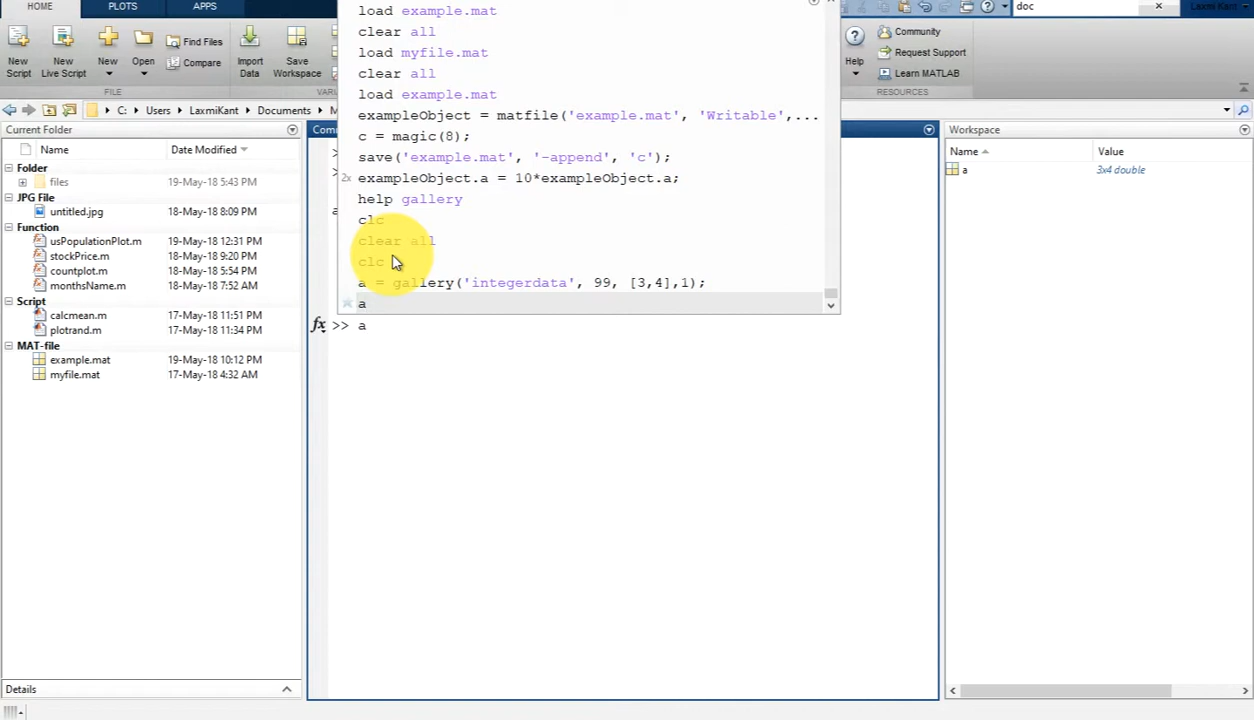 HOME PLOTS APPS
doc
Laxmi Kant
New Script
New Live Script
New
Open
Find Files
Compare
Import Data
Save Workspace
FILE
Help
Community
Request Support
Learn MATLAB
RESOURCES
C: Users LaxmiKant Documents
Current Folder
Name Date Modified
Folder
files 19-May-18 5:43 PM
JPG File
untitled.jpg 18-May-18 8:09 PM
Function
usPopulationPlot.m 19-May-18 12:31 PM
stockPrice.m 18-May-18 9:20 PM
countplot.m 18-May-18 5:54 PM
monthsName.m 18-May-18 7:52 AM
Script
calcmean.m 17-May-18 11:51 PM
plotrand.m 17-May-18 11:34 PM
MAT-file
example.mat 19-May-18 10:12 PM
myfile.mat 17-May-18 4:32 AM
Details
load example.mat
clear all
load myfile.mat
clear all
load example.mat
exampleObject = matfile('example.mat', 'Writable',...
c = magic(8);
save('example.mat', '-append', 'c');
2x exampleObject.a = 10*exampleObject.a;
help gallery
clc
clear all
clc
a = gallery('integerdata', 99, [3,4],1);
a
fx >> a
Workspace
Name Value
a 3x4 double